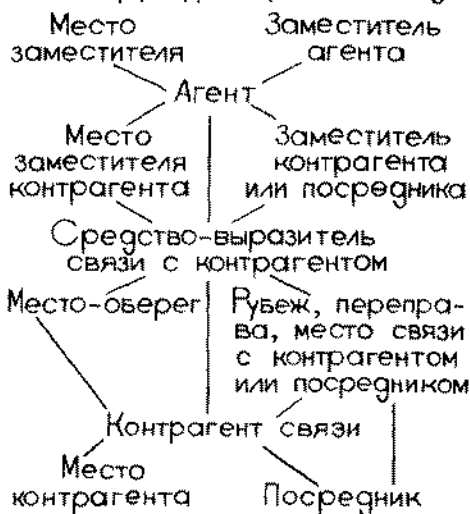 Место Заместитель
заместителя агента
Агент
Место Заместитель
заместителя контрагента
контрагента или посредника
Средство-выразитель
связи с контрагентом
Место-оберег Рубеж, перепра-
ва, место связи
с контрагентом
или посредником
Контрагент связи
Место
контрагента Посредник